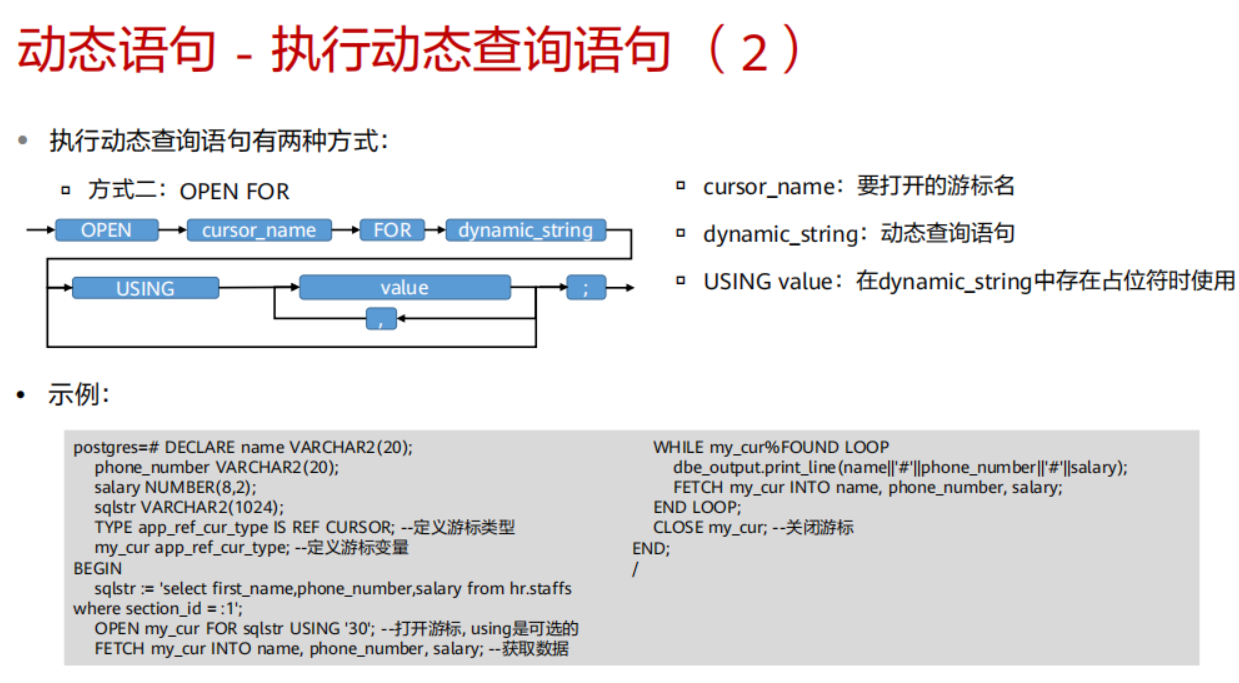 动态语句 - 执行动态查询语句（2）
• 执行动态查询语句有两种方式：
方式二：OPEN FOR
OPEN
cursor_name
FOR
dynamic_string
USING
value
;
,
cursor_name：要打开的游标名
dynamic_string：动态查询语句
USING value：在dynamic_string中存在占位符时使用
• 示例：
postgres=# DECLARE name VARCHAR2(20);
phone_number VARCHAR2(20);
salary NUMBER(8,2);
sqlstr VARCHAR2(1024);
TYPE app_ref_cur_type IS REF CURSOR; --定义游标类型
my_cur app_ref_cur_type; --定义游标变量
BEGIN
sqlstr := 'select first_name,phone_number,salary from hr.staffs
where section_id = :1';
OPEN my_cur FOR sqlstr USING '30'; --打开游标, using是可选的
FETCH my_cur INTO name, phone_number, salary; --获取数据
WHILE my_cur%FOUND LOOP
dbe_output.print_line(name||'#'||phone_number||'#'||salary);
FETCH my_cur INTO name, phone_number, salary;
END LOOP;
CLOSE my_cur; --关闭游标
END;
/